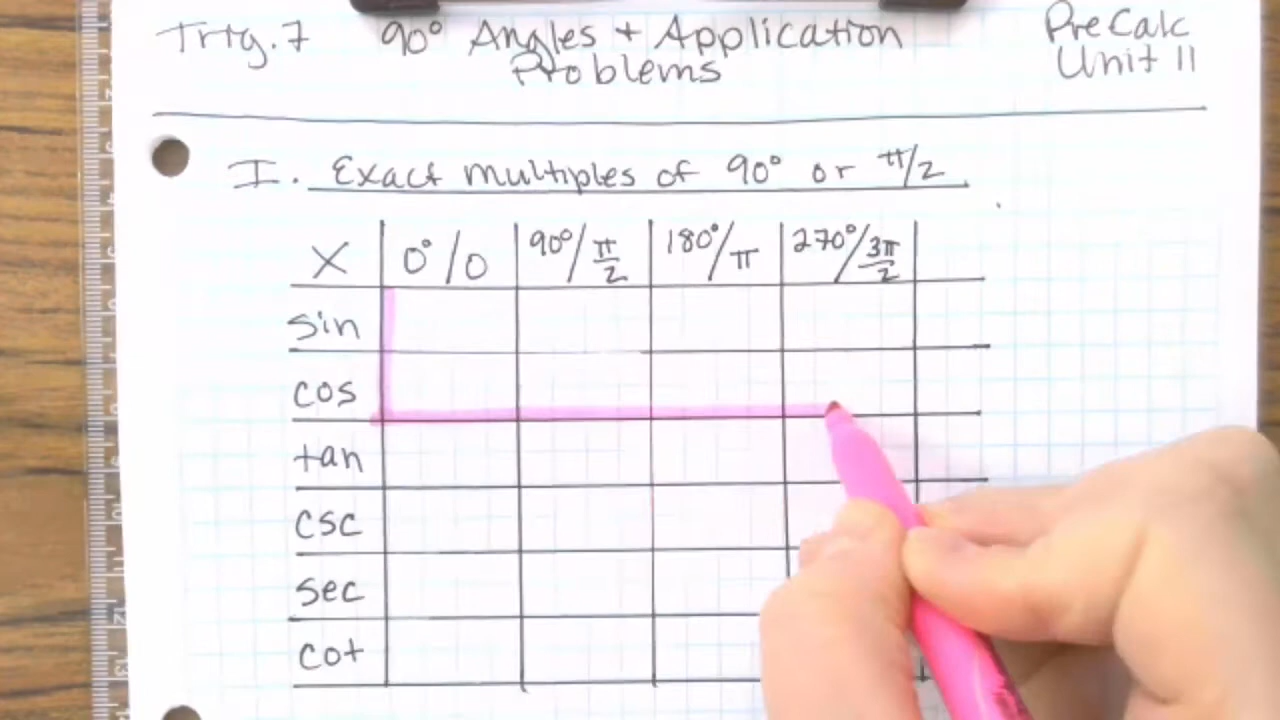 Trig.7 90° Angles + Application Problems
PreCalc
Unit 11
I. Exact multiples of 90° or π/2
X 0°/0 90°/π/2 180°/π 270°/3π/2
sin
cos
tan
csc
sec
cot